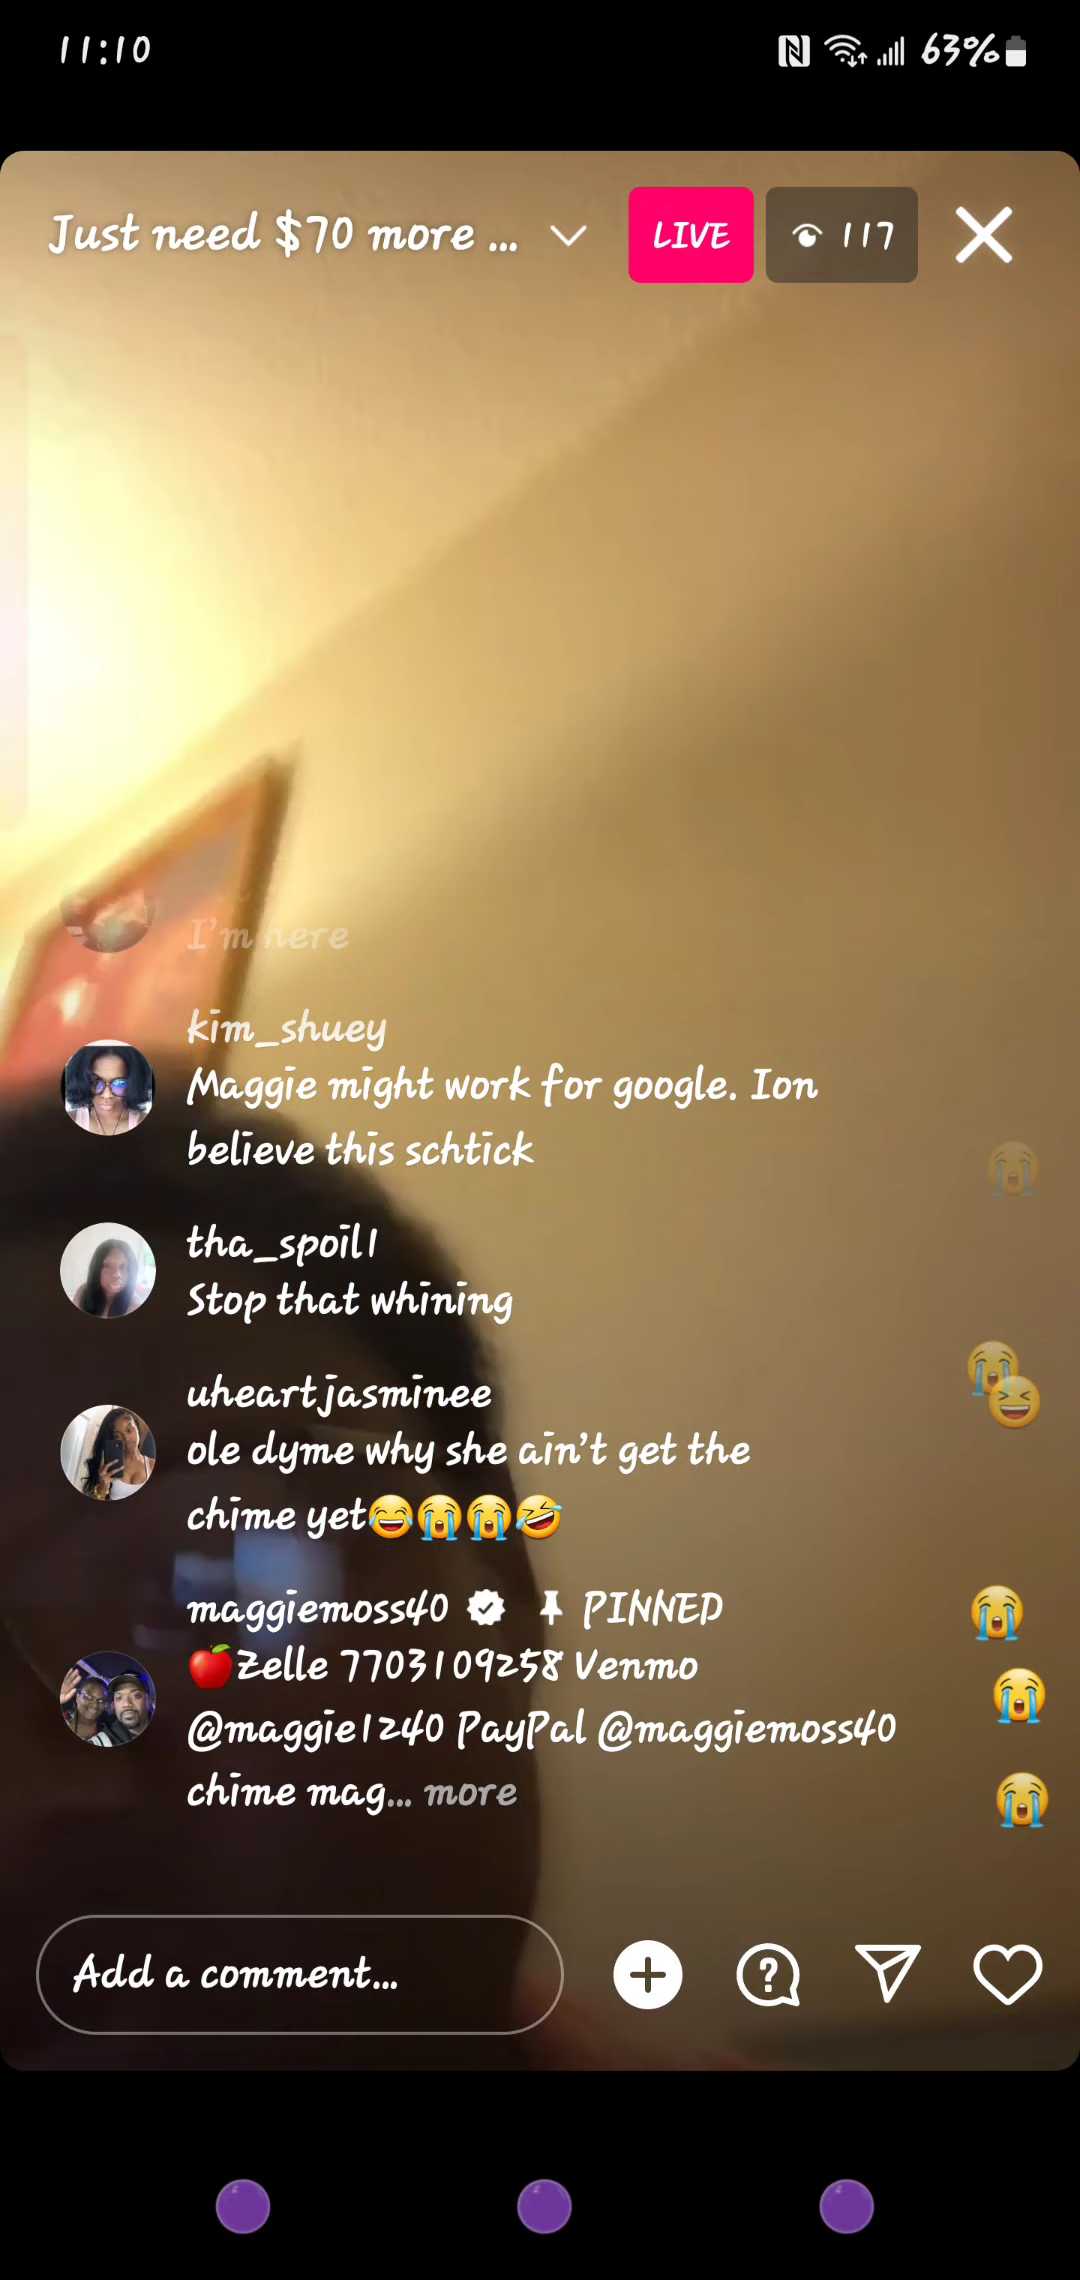 11:10
63%
Just need $70 more ...
LIVE
117
I'm here
kim_shuey
Maggie might work for google. Ion
believe this schtick
tha_spoil1
Stop that whining
uheartjasminee
ole dyme why she ain't get the
chime yet😂😭😭🤣
maggiemoss40 PINNED
🍎Zelle 7703109258 Venmo
@maggie1240 PayPal @maggiemoss40
chime mag... more
Add a comment...